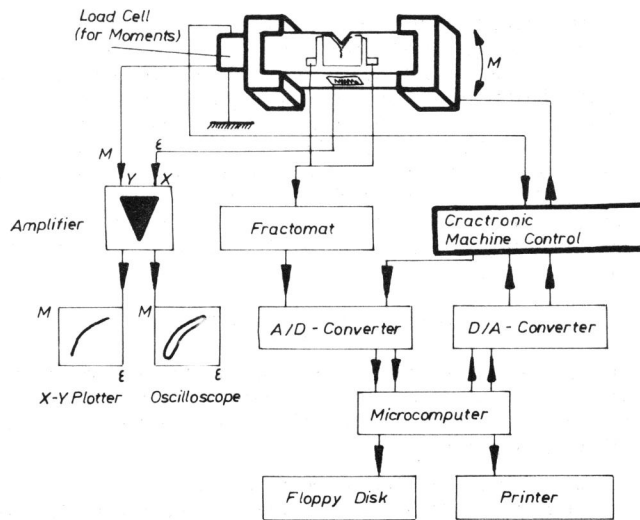 Load Cell
(for Moments)
M
M
ε
Y X
Amplifier
Fractomat
Cractronic
Machine Control
M
M
A/D - Converter
D/A - Converter
ε
ε
X-Y Plotter
Oscilloscope
Microcomputer
Floppy Disk
Printer